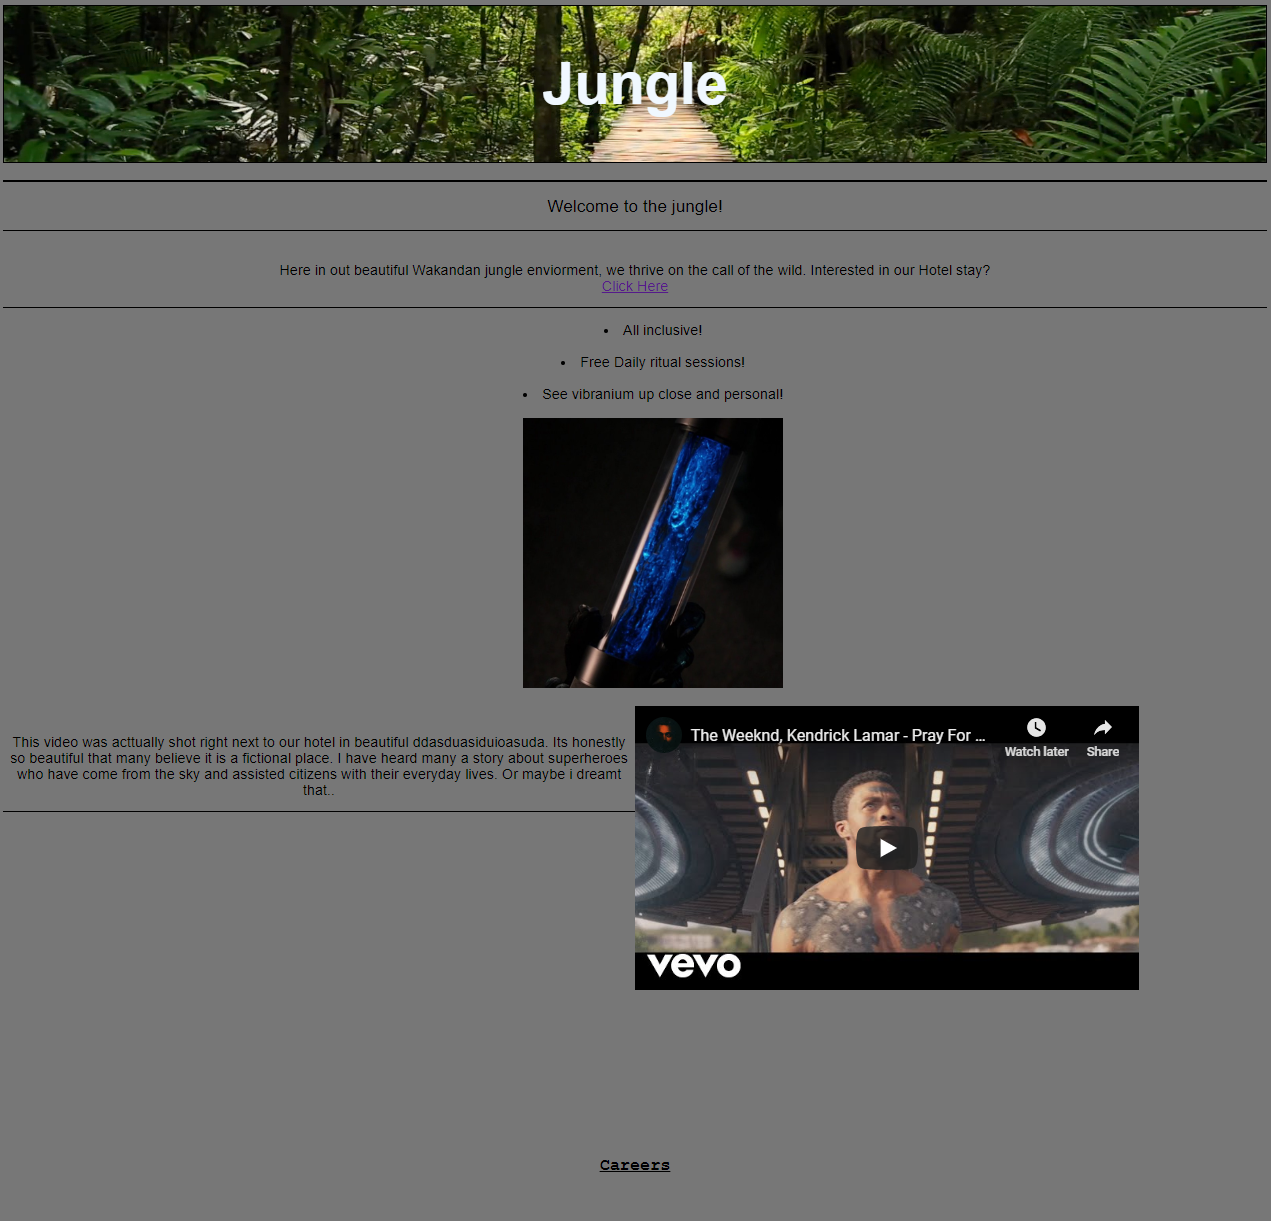 Jungle
Welcome to the jungle!
Here in out beautiful Wakandan jungle enviorment, we thrive on the call of the wild. Interested in our Hotel stay?
Click Here
• All inclusive!
• Free Daily ritual sessions!
• See vibranium up close and personal!
The Weeknd, Kendrick Lamar - Pray For ...
Watch later
Share
vevo
This video was acttually shot right next to our hotel in beautiful ddasduasiduioasuda. Its honestly
so beautiful that many believe it is a fictional place. I have heard many a story about superheroes
who have come from the sky and assisted citizens with their everyday lives. Or maybe i dreamt
that..
Careers